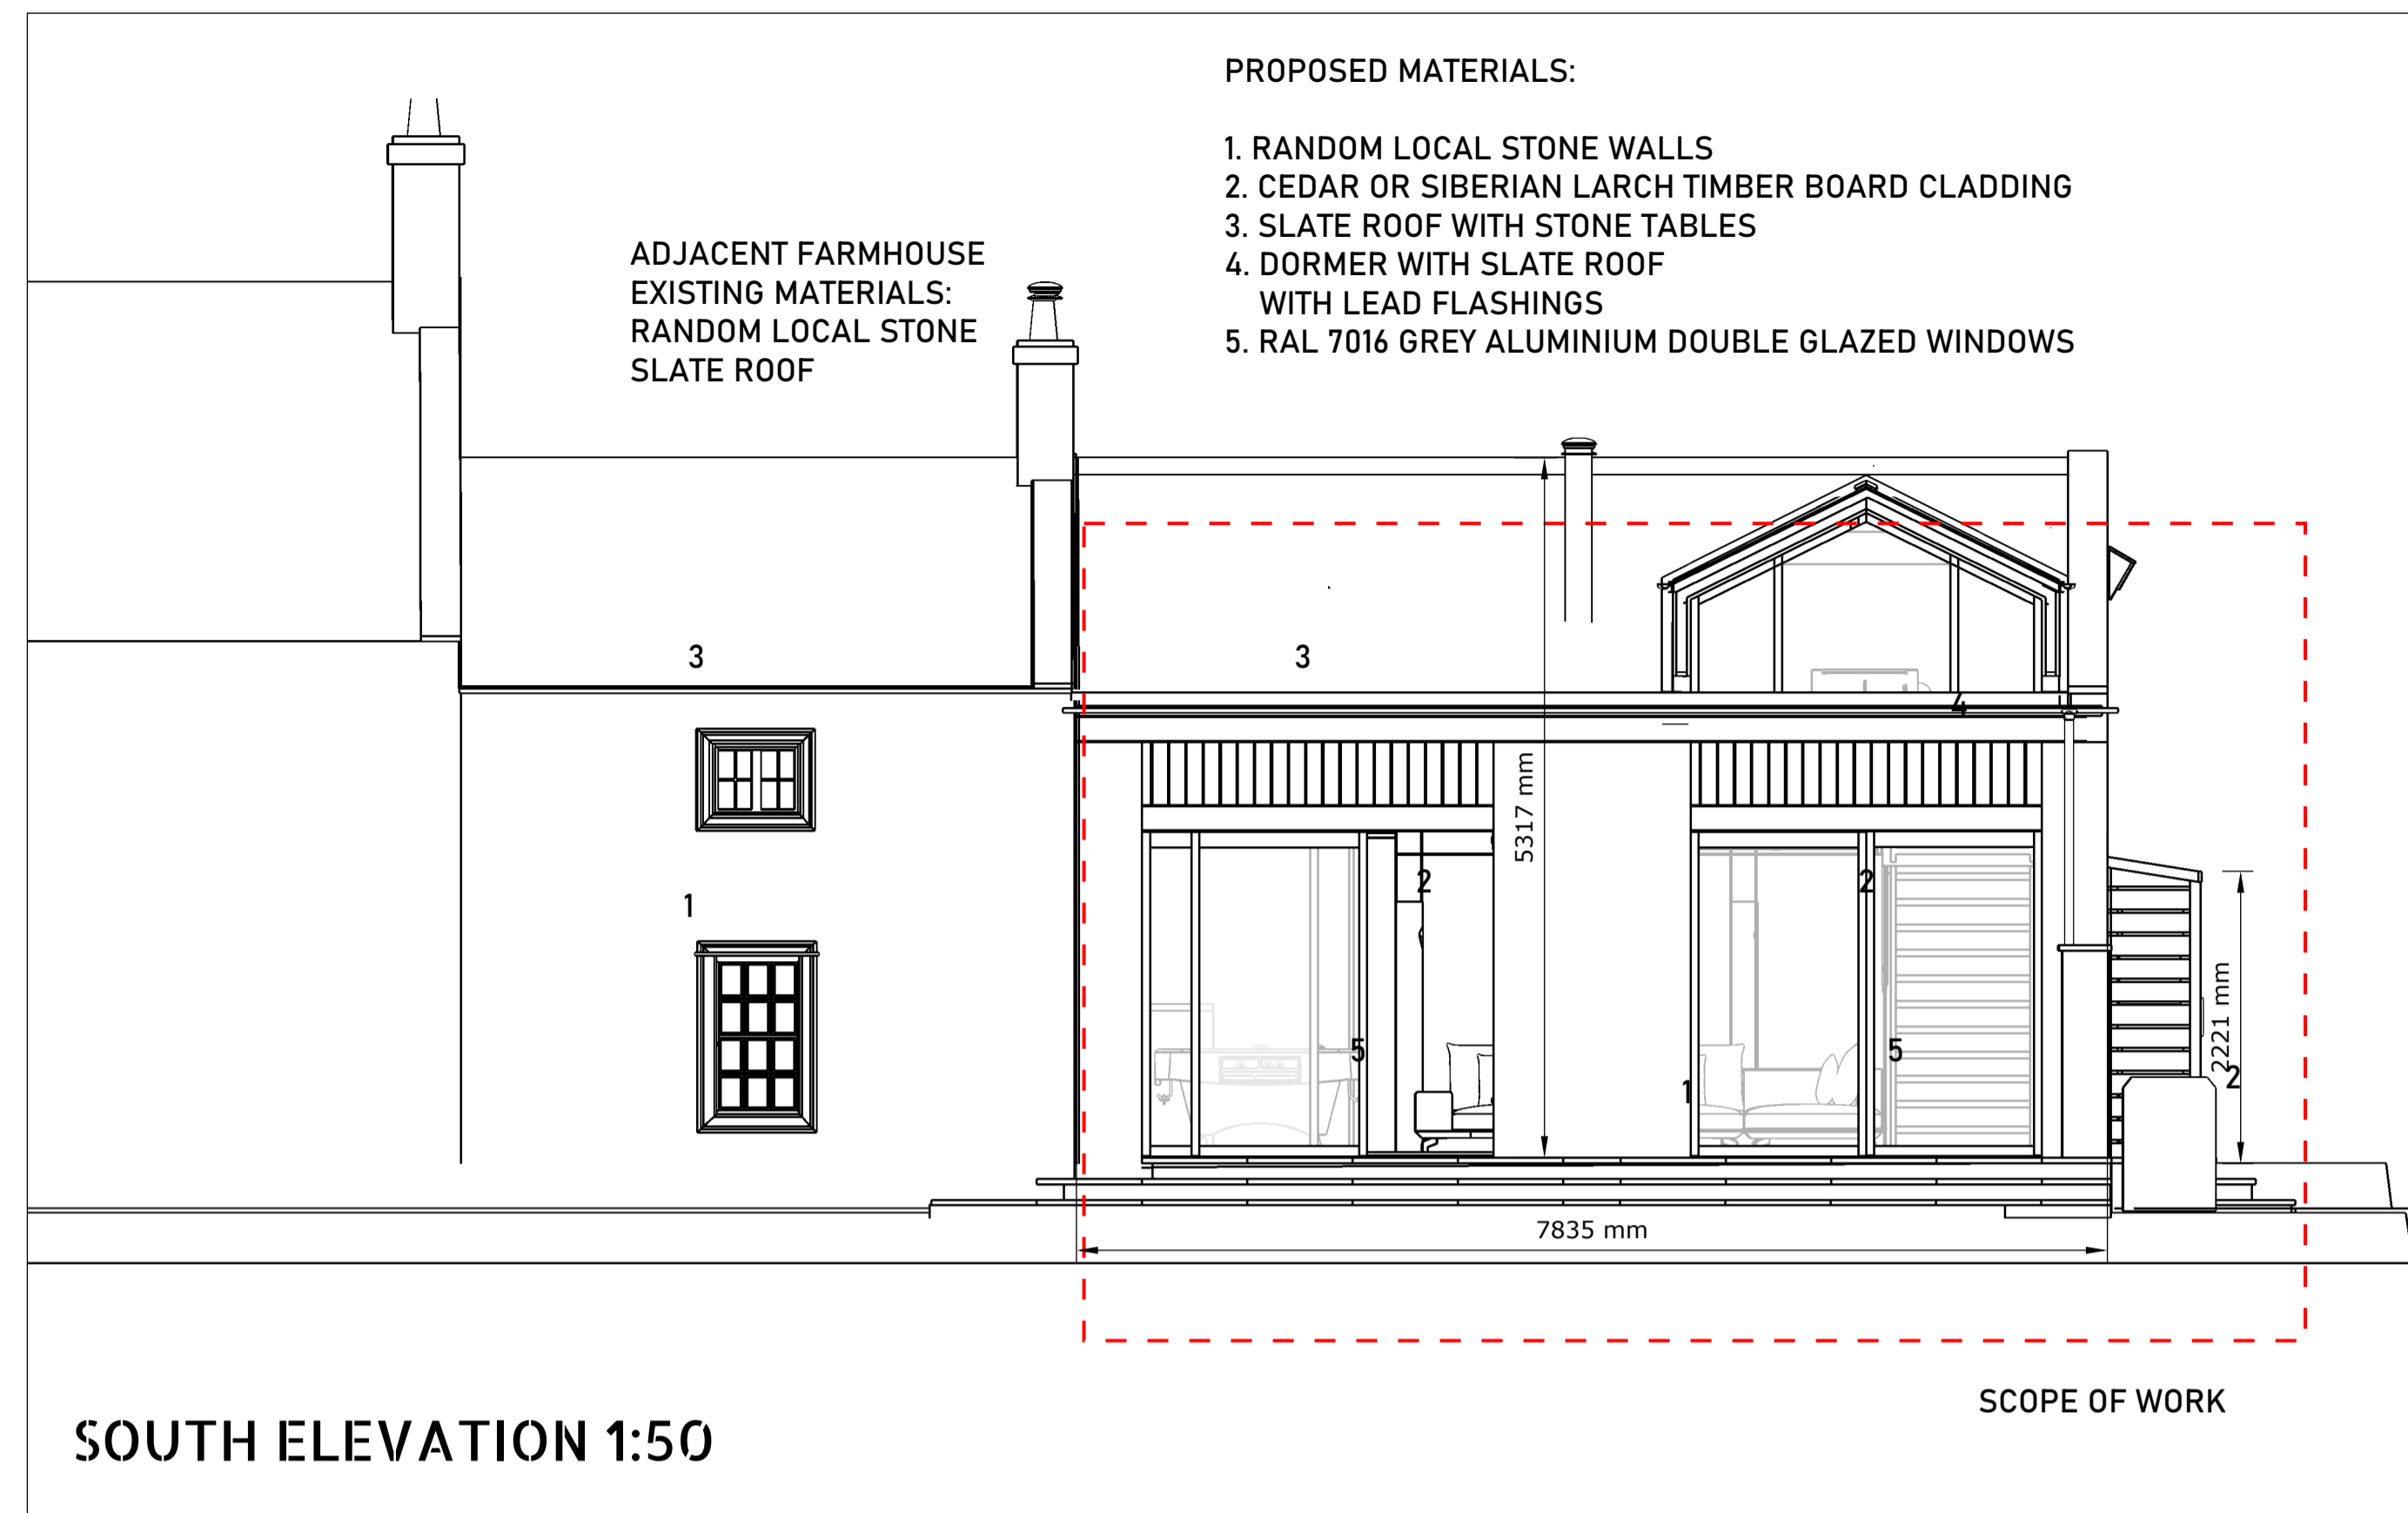 PROPOSED MATERIALS:
1. RANDOM LOCAL STONE WALLS
2. CEDAR OR SIBERIAN LARCH TIMBER BOARD CLADDING
3. SLATE ROOF WITH STONE TABLES
4. DORMER WITH SLATE ROOF
WITH LEAD FLASHINGS
5. RAL 7016 GREY ALUMINIUM DOUBLE GLAZED WINDOWS
ADJACENT FARMHOUSE
EXISTING MATERIALS:
RANDOM LOCAL STONE
SLATE ROOF
3
3
4
5317 mm
2
2
1
2221 mm
5
5
1
2
7835 mm
SCOPE OF WORK
SOUTH ELEVATION 1:50